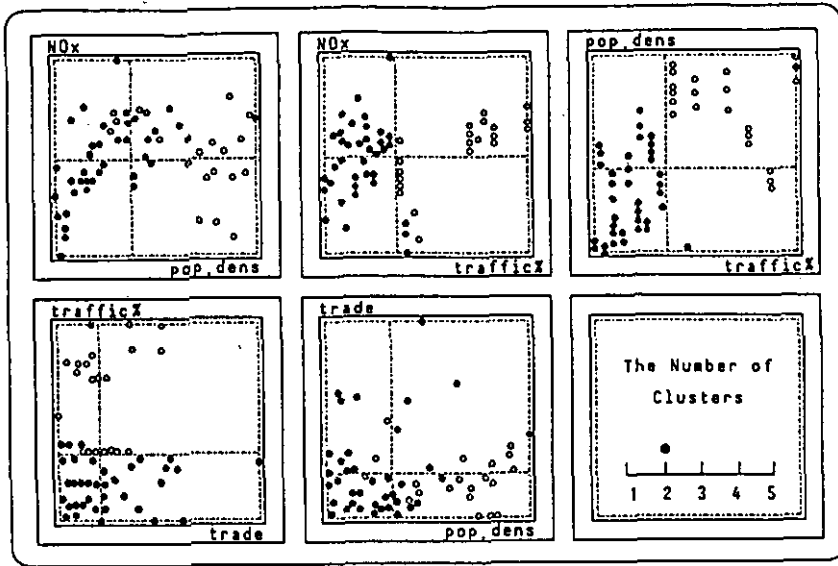 NOx
pop.dens
NOx
traffic%
pop.dens
traffic%
traffic%
trade
trade
pop.dens
The Number of
Clusters
1 2 3 4 5